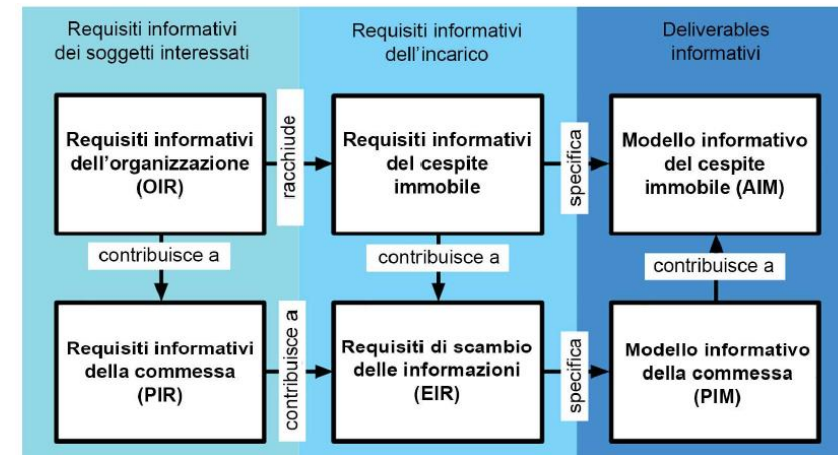 Requisiti informativi
dei soggetti interessati
Requisiti informativi
dell'incarico
Deliverables
informativi
Requisiti informativi
dell'organizzazione
(OIR)
racchiude
Requisiti informativi
del cespite
immobile
specifica
Modello informativo
del cespite
immobile (AIM)
contribuisce a
contribuisce a
contribuisce a
Requisiti informativi
della commessa
(PIR)
contribuisce a
Requisiti di scambio
delle informazioni
(EIR)
specifica
Modello informativo
della commessa
(PIM)